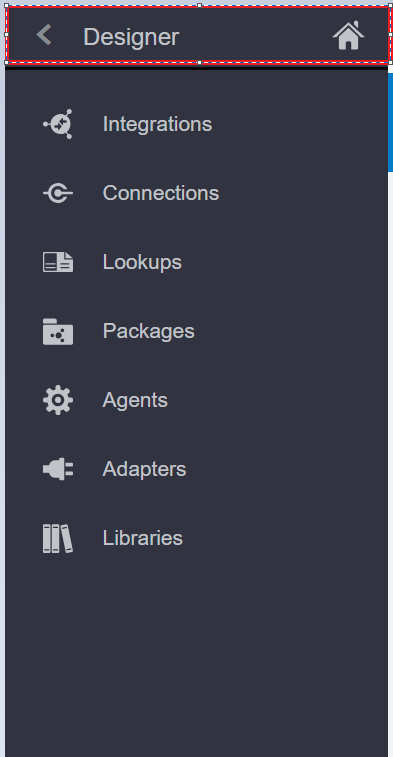 Designer
Integrations
Connections
Lookups
Packages
Agents
Adapters
Libraries